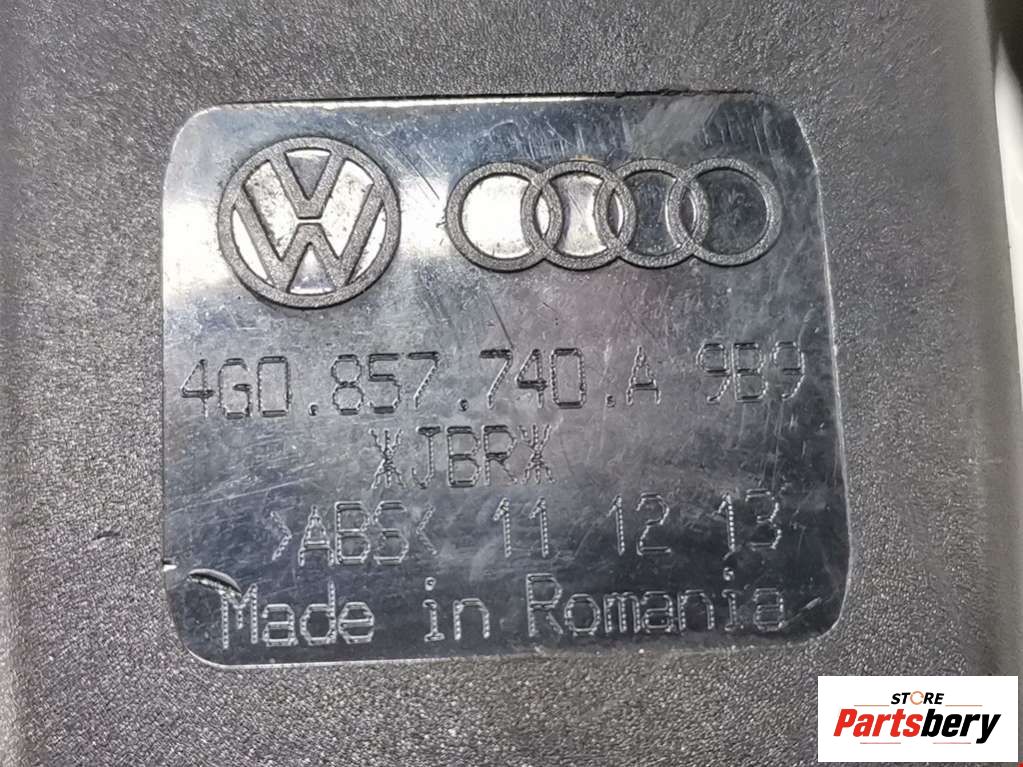 4G0.857.740.A 9B9
XJBRX
>ABS< 11 12 13
Made in Romania
STORE
Partsbery